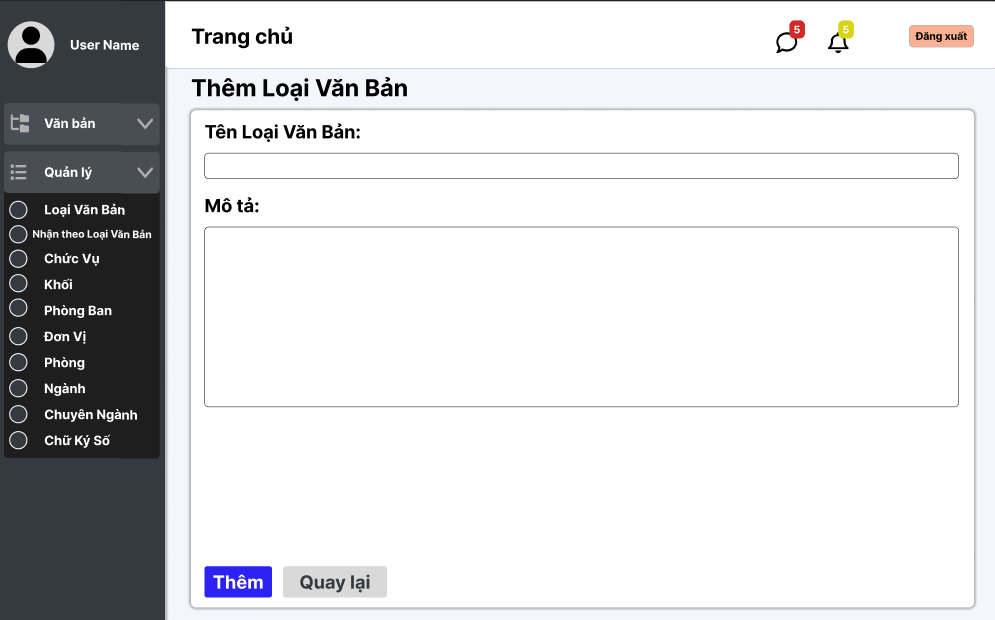 User Name
Trang chủ
5
5
Đăng xuất
Thêm Loại Văn Bản
Văn bản
Quản lý
Loại Văn Bản
Nhận theo Loại Văn Bản
Chức Vụ
Khối
Phòng Ban
Đơn Vị
Phòng
Ngành
Chuyên Ngành
Chữ Ký Số
Tên Loại Văn Bản:
Mô tả:
Thêm
Quay lại